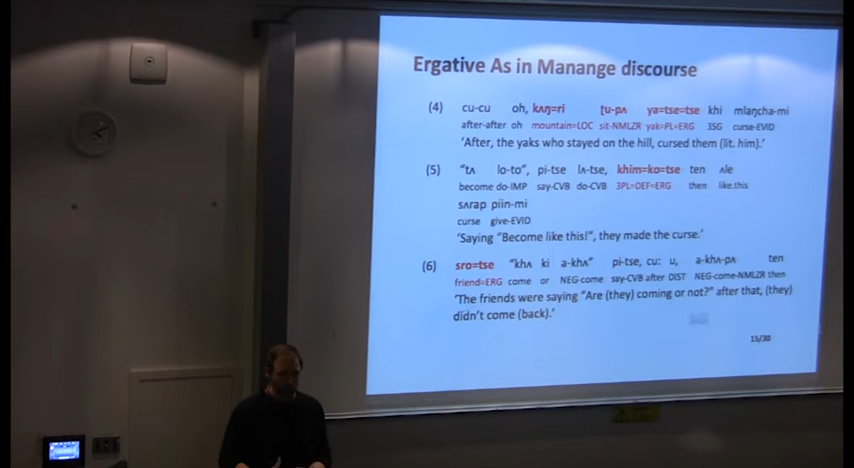 Ergative As in Manange discourse
(4) cu-cu oh, kʌŋ=ri ʈu-pʌ ya=tse=tse khi mlaŋcha-mi
after-after oh mountain=LOC sit-NMLZR yak=PL=ERG 3SG curse-EVID
'After, the yaks who stayed on the hill, cursed them (lit. him).'
(5) "tʌ lo-to", pi-tse lʌ-tse, khim=ko=tse ten ʌle
become do-IMP say-CVB do-CVB 3PL=DEF=ERG then like.this
sʌrap piin-mi
curse give-EVID
'Saying "Become like this!", they made the curse.'
(6) sro=tse "khʌ ki a-khʌ" pi-tse, cu: u, a-khʌ-pʌ ten
friend=ERG come or NEG-come say-CVB after DIST NEG-come-NMLZR then
'The friends were saying "Are (they) coming or not?" after that, (they)
didn't come (back).'
15/30